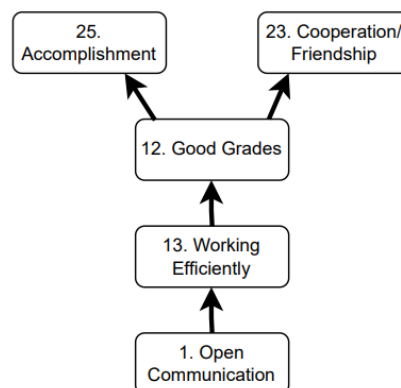 25.
Accomplishment
23. Cooperation/
Friendship
12. Good Grades
13. Working
Efficiently
1. Open
Communication